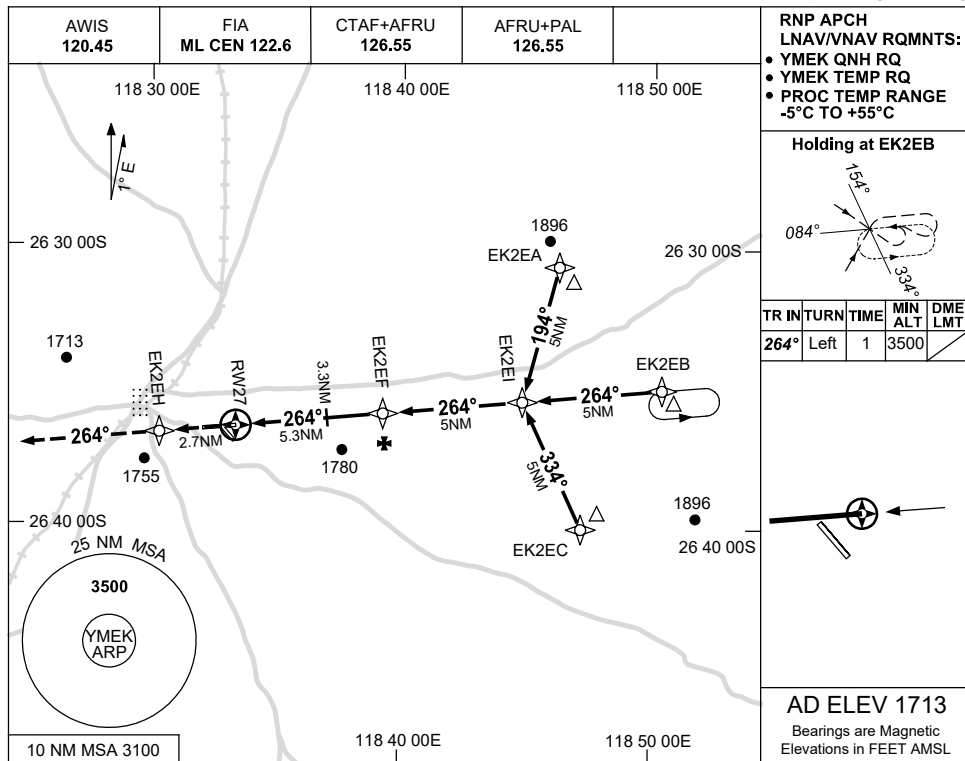 AWIS
120.45
FIA
ML CEN 122.6
CTAF+AFRU
126.55
AFRU+PAL
126.55
RNP APCH
LNAV/VNAV RQMNTS:
• YMEK QNH RQ
• YMEK TEMP RQ
• PROC TEMP RANGE
-5°C TO +55°C
118 30 00E
118 40 00E
118 50 00E
1° E
Holding at EK2EB
154°
084°
334°
TR IN TURN TIME MIN ALT DME LMT
264° Left 1 3500
26 30 00S
1896
EK2EA
26 30 00S
194°
5NM
1713
EK2EH
RW27
3.3NM
EK2EF
EK2EI
EK2EB
264°
2.7NM
264°
5.3NM
264°
5NM
264°
5NM
1755
1780
334°
5NM
1896
26 40 00S
EK2EC
26 40 00S
25 NM MSA
3500
YMEK
ARP
10 NM MSA 3100
118 40 00E
118 50 00E
AD ELEV 1713
Bearings are Magnetic
Elevations in FEET AMSL